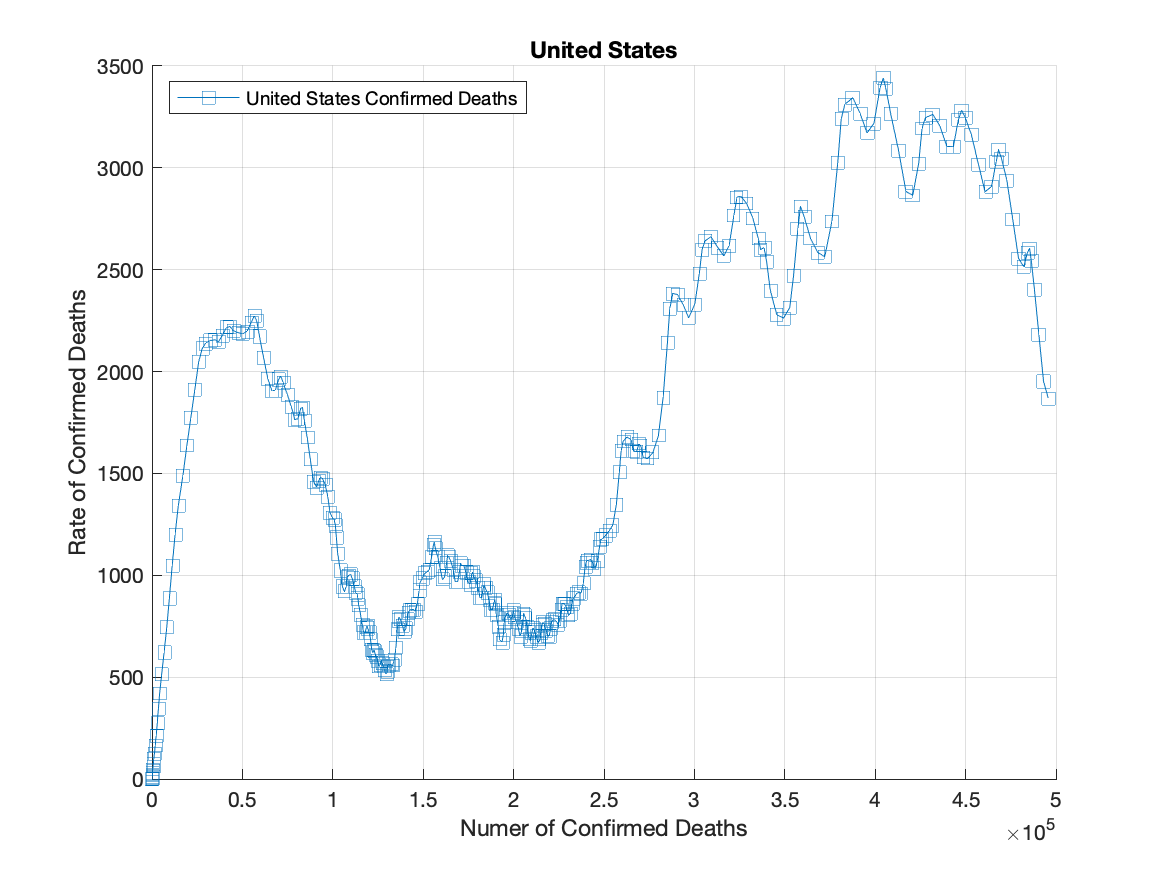 United States
United States Confirmed Deaths
Rate of Confirmed Deaths
3500
3000
2500
2000
1500
1000
500
0
0 0.5 1 1.5 2 2.5 3 3.5 4 4.5 5
×10^5
Numer of Confirmed Deaths